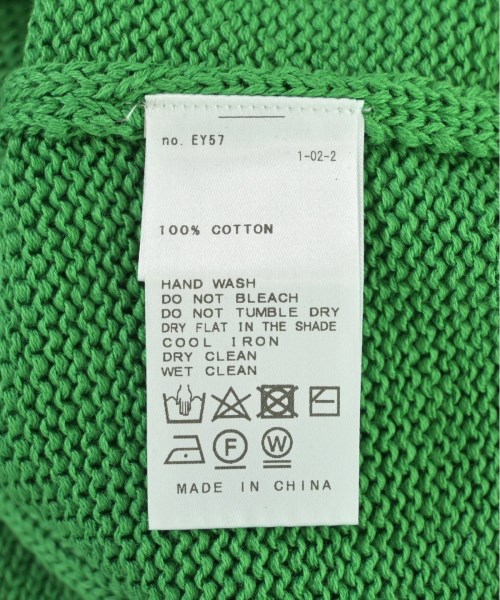 no. EY57
1-02-2
100% COTTON
HAND WASH
DO NOT BLEACH
DO NOT TUMBLE DRY
DRY FLAT IN THE SHADE
COOL IRON
DRY CLEAN
WET CLEAN
F W
MADE IN CHINA